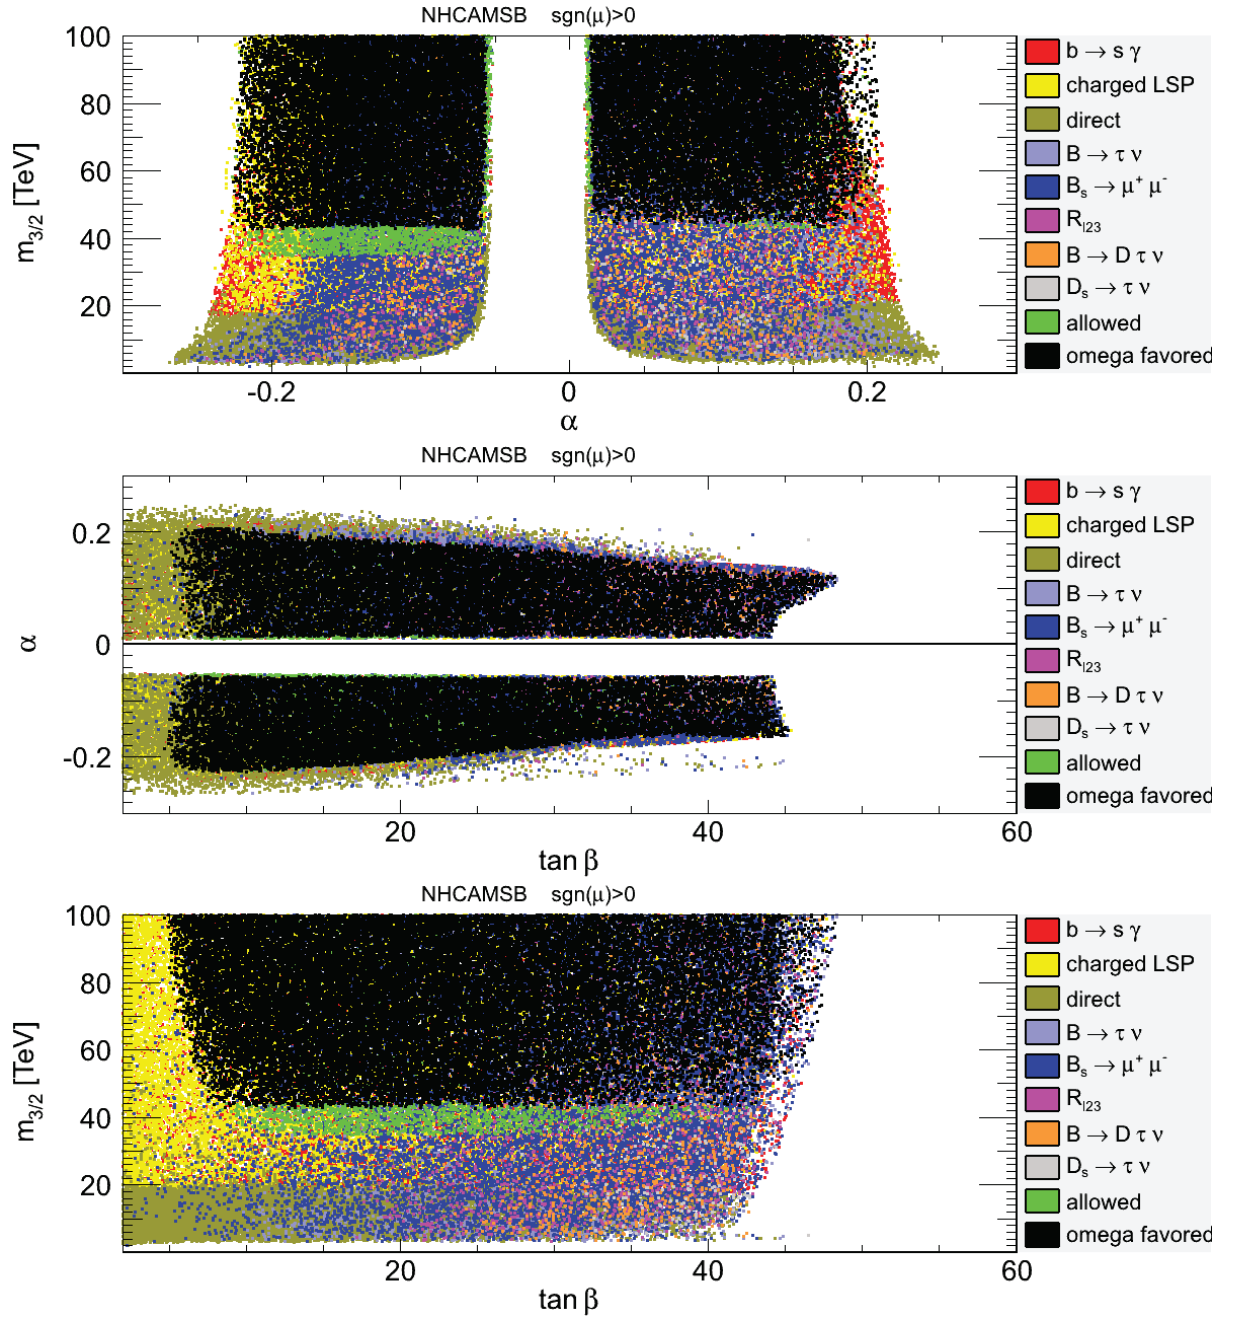 NHCAMSB sgn(μ)>0
100
80
60
40
20
m3/2 [TeV]
-0.2
0
0.2
α
b → s γ
charged LSP
direct
B → τ ν
Bs → μ+ μ-
Rl23
B → D τ ν
Ds → τ ν
allowed
omega favored
NHCAMSB sgn(μ)>0
0.2
0
-0.2
α
20
40
60
tan β
b → s γ
charged LSP
direct
B → τ ν
Bs → μ+ μ-
Rl23
B → D τ ν
Ds → τ ν
allowed
omega favored
NHCAMSB sgn(μ)>0
100
80
60
40
20
m3/2 [TeV]
20
40
60
tan β
b → s γ
charged LSP
direct
B → τ ν
Bs → μ+ μ-
Rl23
B → D τ ν
Ds → τ ν
allowed
omega favored